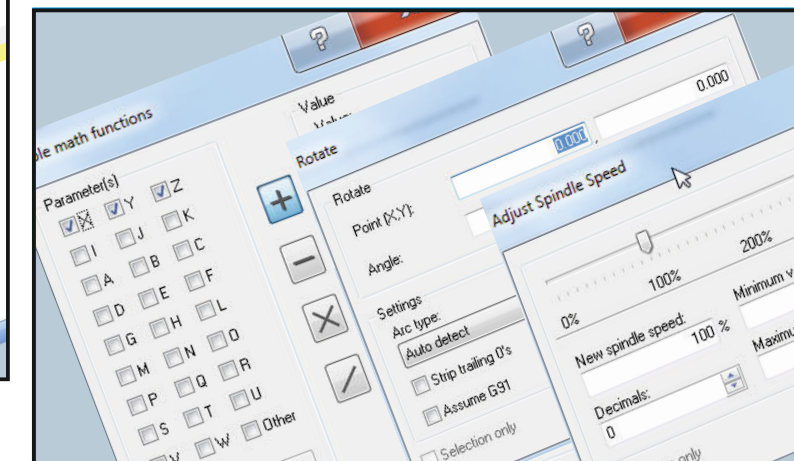 math functions
Parameter(s)
X Y Z
I J K
A B C
D E F
G H L
M N O
P Q R
S T U
V W Other
Value
Rotate
Rotate
Point (X,Y):
0.000 , 0.000
Angle:
Settings
Arc type:
Auto detect
Strip trailing 0's
Assume G91
Selection only
Adjust Spindle Speed
0% 100% 200%
New spindle speed:
100 %
Minimum
Decimals:
0
only